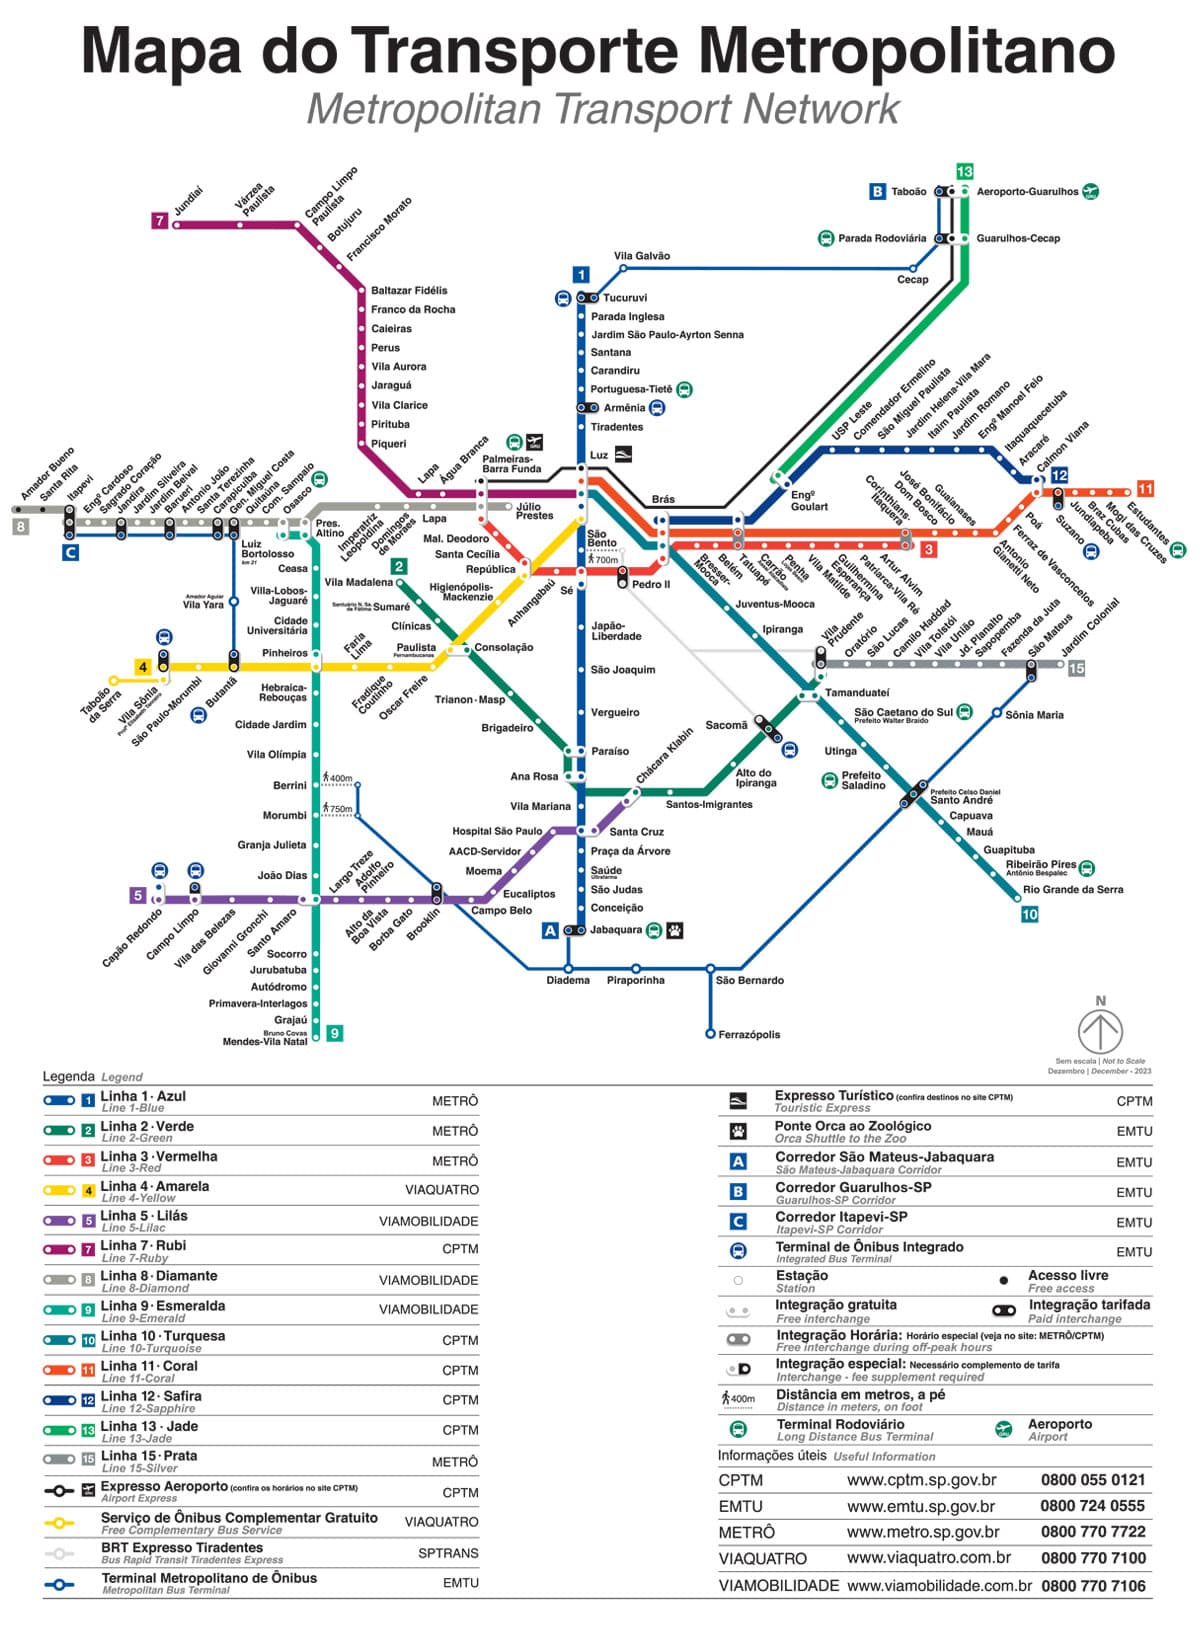 Mapa do Transporte Metropolitano
Metropolitan Transport Network
13
B Taboão
Aeroporto-Guarulhos
Parada Rodoviária
Guarulhos-Cecap
7
Jundiaí
Várzea
Paulista
Campo Limpo
Paulista
Botujuru
Francisco Morato
Baltazar Fidélis
Franco da Rocha
Caieiras
Perus
Vila Aurora
Jaraguá
Vila Clarice
Pirituba
Piqueri
Lapa
Água Branca
Palmeiras-
Barra Funda
1
Vila Galvão
Cecap
Tucuruvi
Parada Inglesa
Jardim São Paulo-Ayrton Senna
Santana
Carandiru
Portuguesa-Tietê
Armênia
Tiradentes
Luz
Brás
Engº
Goulart
USP Leste
Comendador Ermelino
São Miguel Paulista
Jardim Helena-Vila Mara
Itaim Paulista
Jardim Romano
Engº Manoel Feio
Itaquaquecetuba
Aracaré
Calmon Viana
12
11
Suzano
Jundiapeba
Braz Cubas
Mogi das Cruzes
Estudantes
Poá
Ferraz de Vasconcelos
Antonio
Gianetti Neto
Guaianases
José Bonifácio
Dom Bosco
Corinthians-
Itaquera
3
Artur Alvim
Patriarca-Vila Ré
Guilhermina
Esperança
Vila Matilde
Penha
Carrão
Tatuapé
Belém
Bresser-
Mooca
Amador Bueno
Santa Rita
Itapevi
Engº Cardoso
Sagrado Coração
Jandira
Jardim Silveira
Jardim Belval
Barueri
Antonio João
Santa Terezinha
Carapicuíba
Gen. Miguel Costa
Quitaúna
Com. Sampaio
Osasco
8
C
Pres.
Altino
Imperatriz
Leopoldina
Domingos
de Moraes
Lapa
Júlio
Prestes
Luiz
Bortolosso
km 21
Amador Aguiar
Vila Yara
Ceasa
Villa-Lobos-
Jaguaré
Cidade
Universitária
Pinheiros
Hebraica-
Rebouças
Cidade Jardim
Vila Olímpia
Berrini
400m
Morumbi
750m
Granja Julieta
João Dias
Socorro
Jurubatuba
Autódromo
Primavera-Interlagos
Grajaú
Bruno Covas
Mendes-Vila Natal
9
Mal. Deodoro
Santa Cecília
República
Anhangabaú
São
Bento
700m
Sé
Pedro II
2
Vila Madalena
Santuário N. Sa.
de Fátima Sumaré
Clínicas
Higienópolis-
Mackenzie
Paulista
Pernambucanas
Consolação
Trianon-Masp
Brigadeiro
Paraíso
Ana Rosa
Chácara Klabin
Santos-Imigrantes
Alto do
Ipiranga
Sacomã
Tamanduateí
Vila
Prudente
4
Taboão
da Serra
Vila Sônia
Profª Elisabeth Tenreiro
São Paulo-Morumbi
Butantã
Faria
Lima
Fradique
Coutinho
Oscar Freire
Japão-
Liberdade
São Joaquim
Vergueiro
Vila Mariana
Santa Cruz
Praça da Árvore
Saúde
Ultrafarma
São Judas
Conceição
A Jabaquara
Juventus-Mooca
Ipiranga
Oratório
São Lucas
Camilo Haddad
Vila Tolstói
Vila União
Jd. Planalto
Sapopemba
Fazenda da Juta
São Mateus
Jardim Colonial
15
São Caetano do Sul
Prefeito Walter Braido
Utinga
Prefeito
Saladino
Sônia Maria
Prefeito Celso Daniel
Santo André
Capuava
Mauá
Guapituba
Ribeirão Pires
Antônio Bespalec
Rio Grande da Serra
10
5
Capão Redondo
Campo Limpo
Vila das Belezas
Giovanni Gronchi
Santo Amaro
Largo Treze
Adolfo
Pinheiro
Alto da
Boa Vista
Borba Gato
Brooklin
Campo Belo
Eucaliptos
Moema
AACD-Servidor
Hospital São Paulo
Diadema
Piraporinha
São Bernardo
Ferrazópolis
N
Sem escala | Not to Scale
Dezembro | December - 2023
Legenda Legend
1 Linha 1 · Azul METRÔ
Line 1-Blue
2 Linha 2 · Verde METRÔ
Line 2-Green
3 Linha 3 · Vermelha METRÔ
Line 3-Red
4 Linha 4 · Amarela VIAQUATRO
Line 4-Yellow
5 Linha 5 · Lilás VIAMOBILIDADE
Line 5-Lilac
7 Linha 7 · Rubi CPTM
Line 7-Ruby
8 Linha 8 · Diamante VIAMOBILIDADE
Line 8-Diamond
9 Linha 9 · Esmeralda VIAMOBILIDADE
Line 9-Emerald
10 Linha 10 · Turquesa CPTM
Line 10-Turquoise
11 Linha 11 · Coral CPTM
Line 11-Coral
12 Linha 12 · Safira CPTM
Line 12-Sapphire
13 Linha 13 · Jade CPTM
Line 13-Jade
15 Linha 15 · Prata METRÔ
Line 15-Silver
Expresso Aeroporto (confira os horários no site CPTM) CPTM
Airport Express
Serviço de Ônibus Complementar Gratuito VIAQUATRO
Free Complementary Bus Service
BRT Expresso Tiradentes SPTRANS
Bus Rapid Transit Tiradentes Express
Terminal Metropolitano de Ônibus EMTU
Metropolitan Bus Terminal
Expresso Turístico (confira destinos no site CPTM) CPTM
Touristic Express
Ponte Orca ao Zoológico EMTU
Orca Shuttle to the Zoo
A Corredor São Mateus-Jabaquara EMTU
São Mateus-Jabaquara Corridor
B Corredor Guarulhos-SP EMTU
Guarulhos-SP Corridor
C Corredor Itapevi-SP EMTU
Itapevi-SP Corridor
Terminal de Ônibus Integrado EMTU
Integrated Bus Terminal
Estação Acesso livre
Station Free access
Integração gratuita Integração tarifada
Free interchange Paid interchange
Integração Horária: Horário especial (veja no site: METRÔ/CPTM)
Free interchange during off-peak hours
Integração especial: Necessário complemento de tarifa
Interchange - fee supplement required
400m Distância em metros, a pé
Distance in meters, on foot
Terminal Rodoviário Aeroporto
Long Distance Bus Terminal Airport
Informações úteis Useful Information
CPTM www.cptm.sp.gov.br 0800 055 0121
EMTU www.emtu.sp.gov.br 0800 724 0555
METRÔ www.metro.sp.gov.br 0800 770 7722
VIAQUATRO www.viaquatro.com.br 0800 770 7100
VIAMOBILIDADE www.viamobilidade.com.br 0800 770 7106